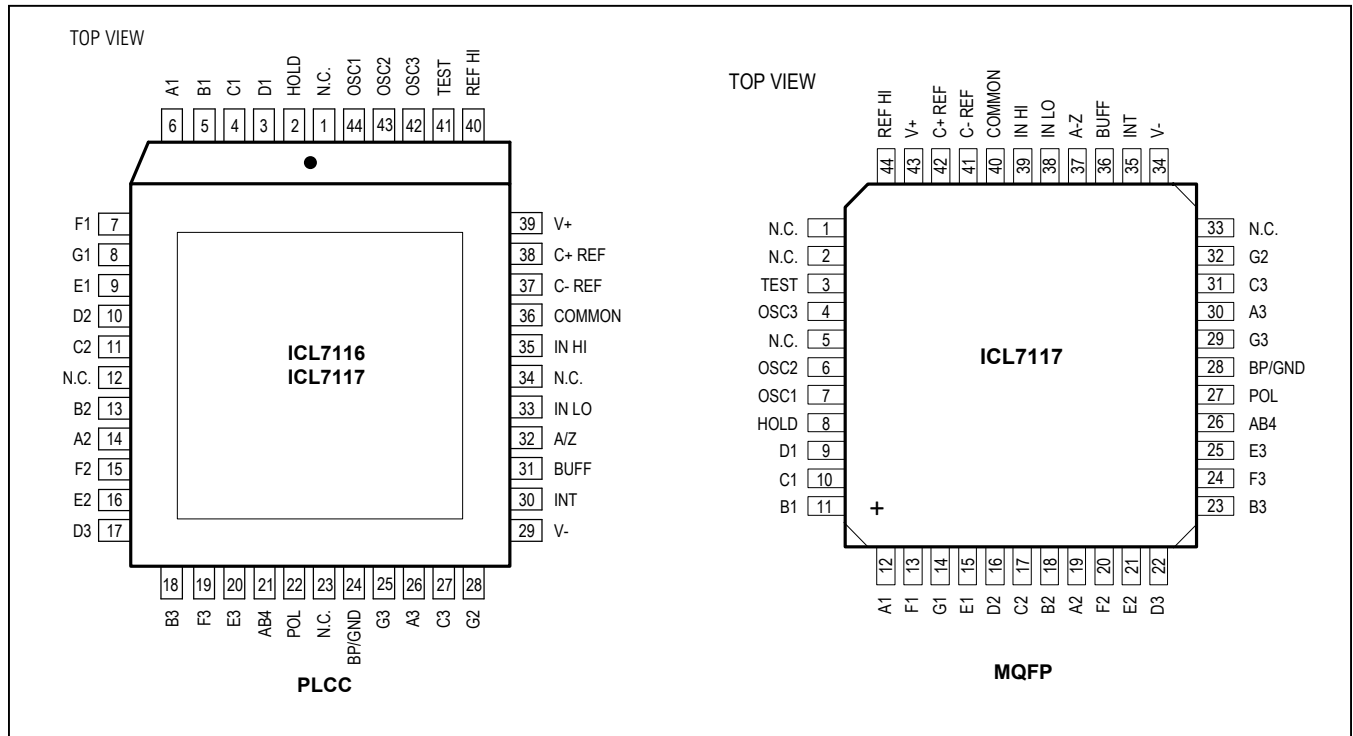 TOP VIEW
A1 B1 C1 D1 HOLD N.C. OSC1 OSC2 OSC3 TEST REF HI
6 5 4 3 2 1 44 43 42 41 40
F1 7
G1 8
E1 9
D2 10
C2 11
N.C. 12
B2 13
A2 14
F2 15
E2 16
D3 17
ICL7116
ICL7117
39 V+
38 C+ REF
37 C- REF
36 COMMON
35 IN HI
34 N.C.
33 IN LO
32 A/Z
31 BUFF
30 INT
29 V-
18 19 20 21 22 23 24 25 26 27 28
B3 F3 E3 AB4 POL N.C. BP/GND G3 A3 C3 G2
PLCC
TOP VIEW
REF HI V+ C+ REF C- REF COMMON IN HI IN LO A-Z BUFF INT V-
44 43 42 41 40 39 38 37 36 35 34
N.C. 1
N.C. 2
TEST 3
OSC3 4
N.C. 5
OSC2 6
OSC1 7
HOLD 8
D1 9
C1 10
B1 11
ICL7117
+
33 N.C.
32 G2
31 C3
30 A3
29 G3
28 BP/GND
27 POL
26 AB4
25 E3
24 F3
23 B3
12 13 14 15 16 17 18 19 20 21 22
A1 F1 G1 E1 D2 C2 B2 A2 F2 E2 D3
MQFP